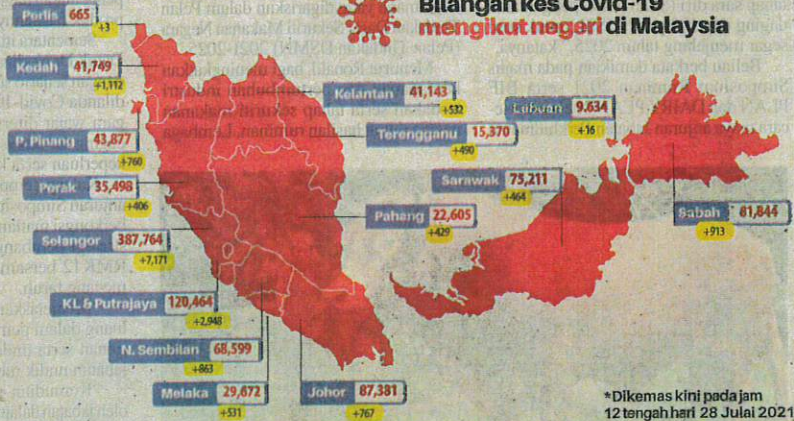 Bilangan kes Covid-19
mengikut negeri di Malaysia
Perlis 665
+3
Kedah 41,749
+1,112
P. Pinang 43,877
+760
Perak 35,498
+406
Selangor 387,764
+7,171
KL & Putrajaya 120,464
+2,948
N. Sembilan 68,599
+863
Melaka 29,672
+531
Johor 87,381
+767
Kelantan 41,143
+532
Terengganu 15,370
+490
Pahang 22,605
+429
Labuan 9.634
+16
Sarawak 75,211
+464
Sabah 81,844
+913
*Dikemas kini pada jam
12 tengah hari 28 Julai 2021